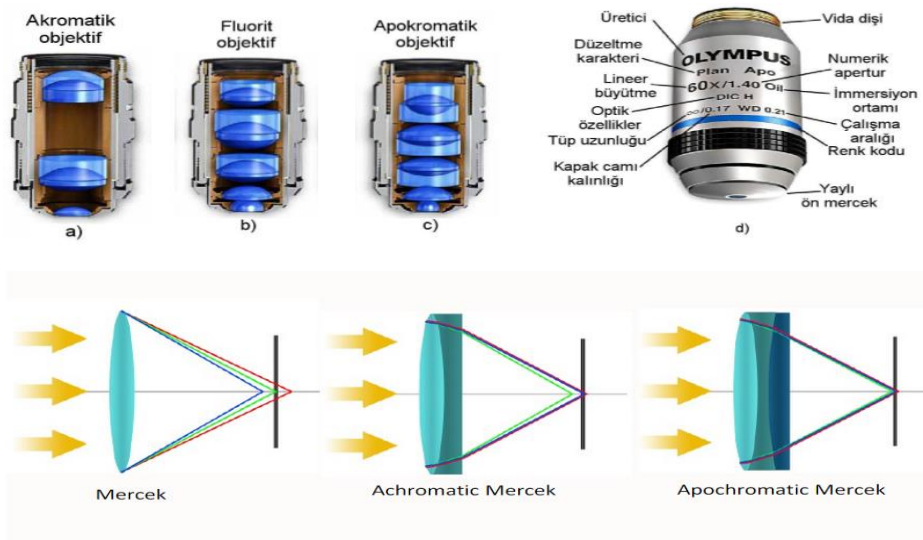 Akromatik
objektif
a)
Fluorit
objektif
b)
Apokromatik
objektif
c)
Üretici
Düzeltme
karakteri
Lineer
büyütme
Optik
özellikler
Tüp uzunluğu
Kapak camı
kalınlığı
OLYMPUS
Plan Apo
60X/1.40 Oil
DIC H
∞/0.17 WD 0.21
Vida dişi
Numerik
apertur
İmmersiyon
ortamı
Çalışma
aralığı
Renk kodu
Yaylı
ön mercek
d)
Mercek
Achromatic Mercek
Apochromatic Mercek